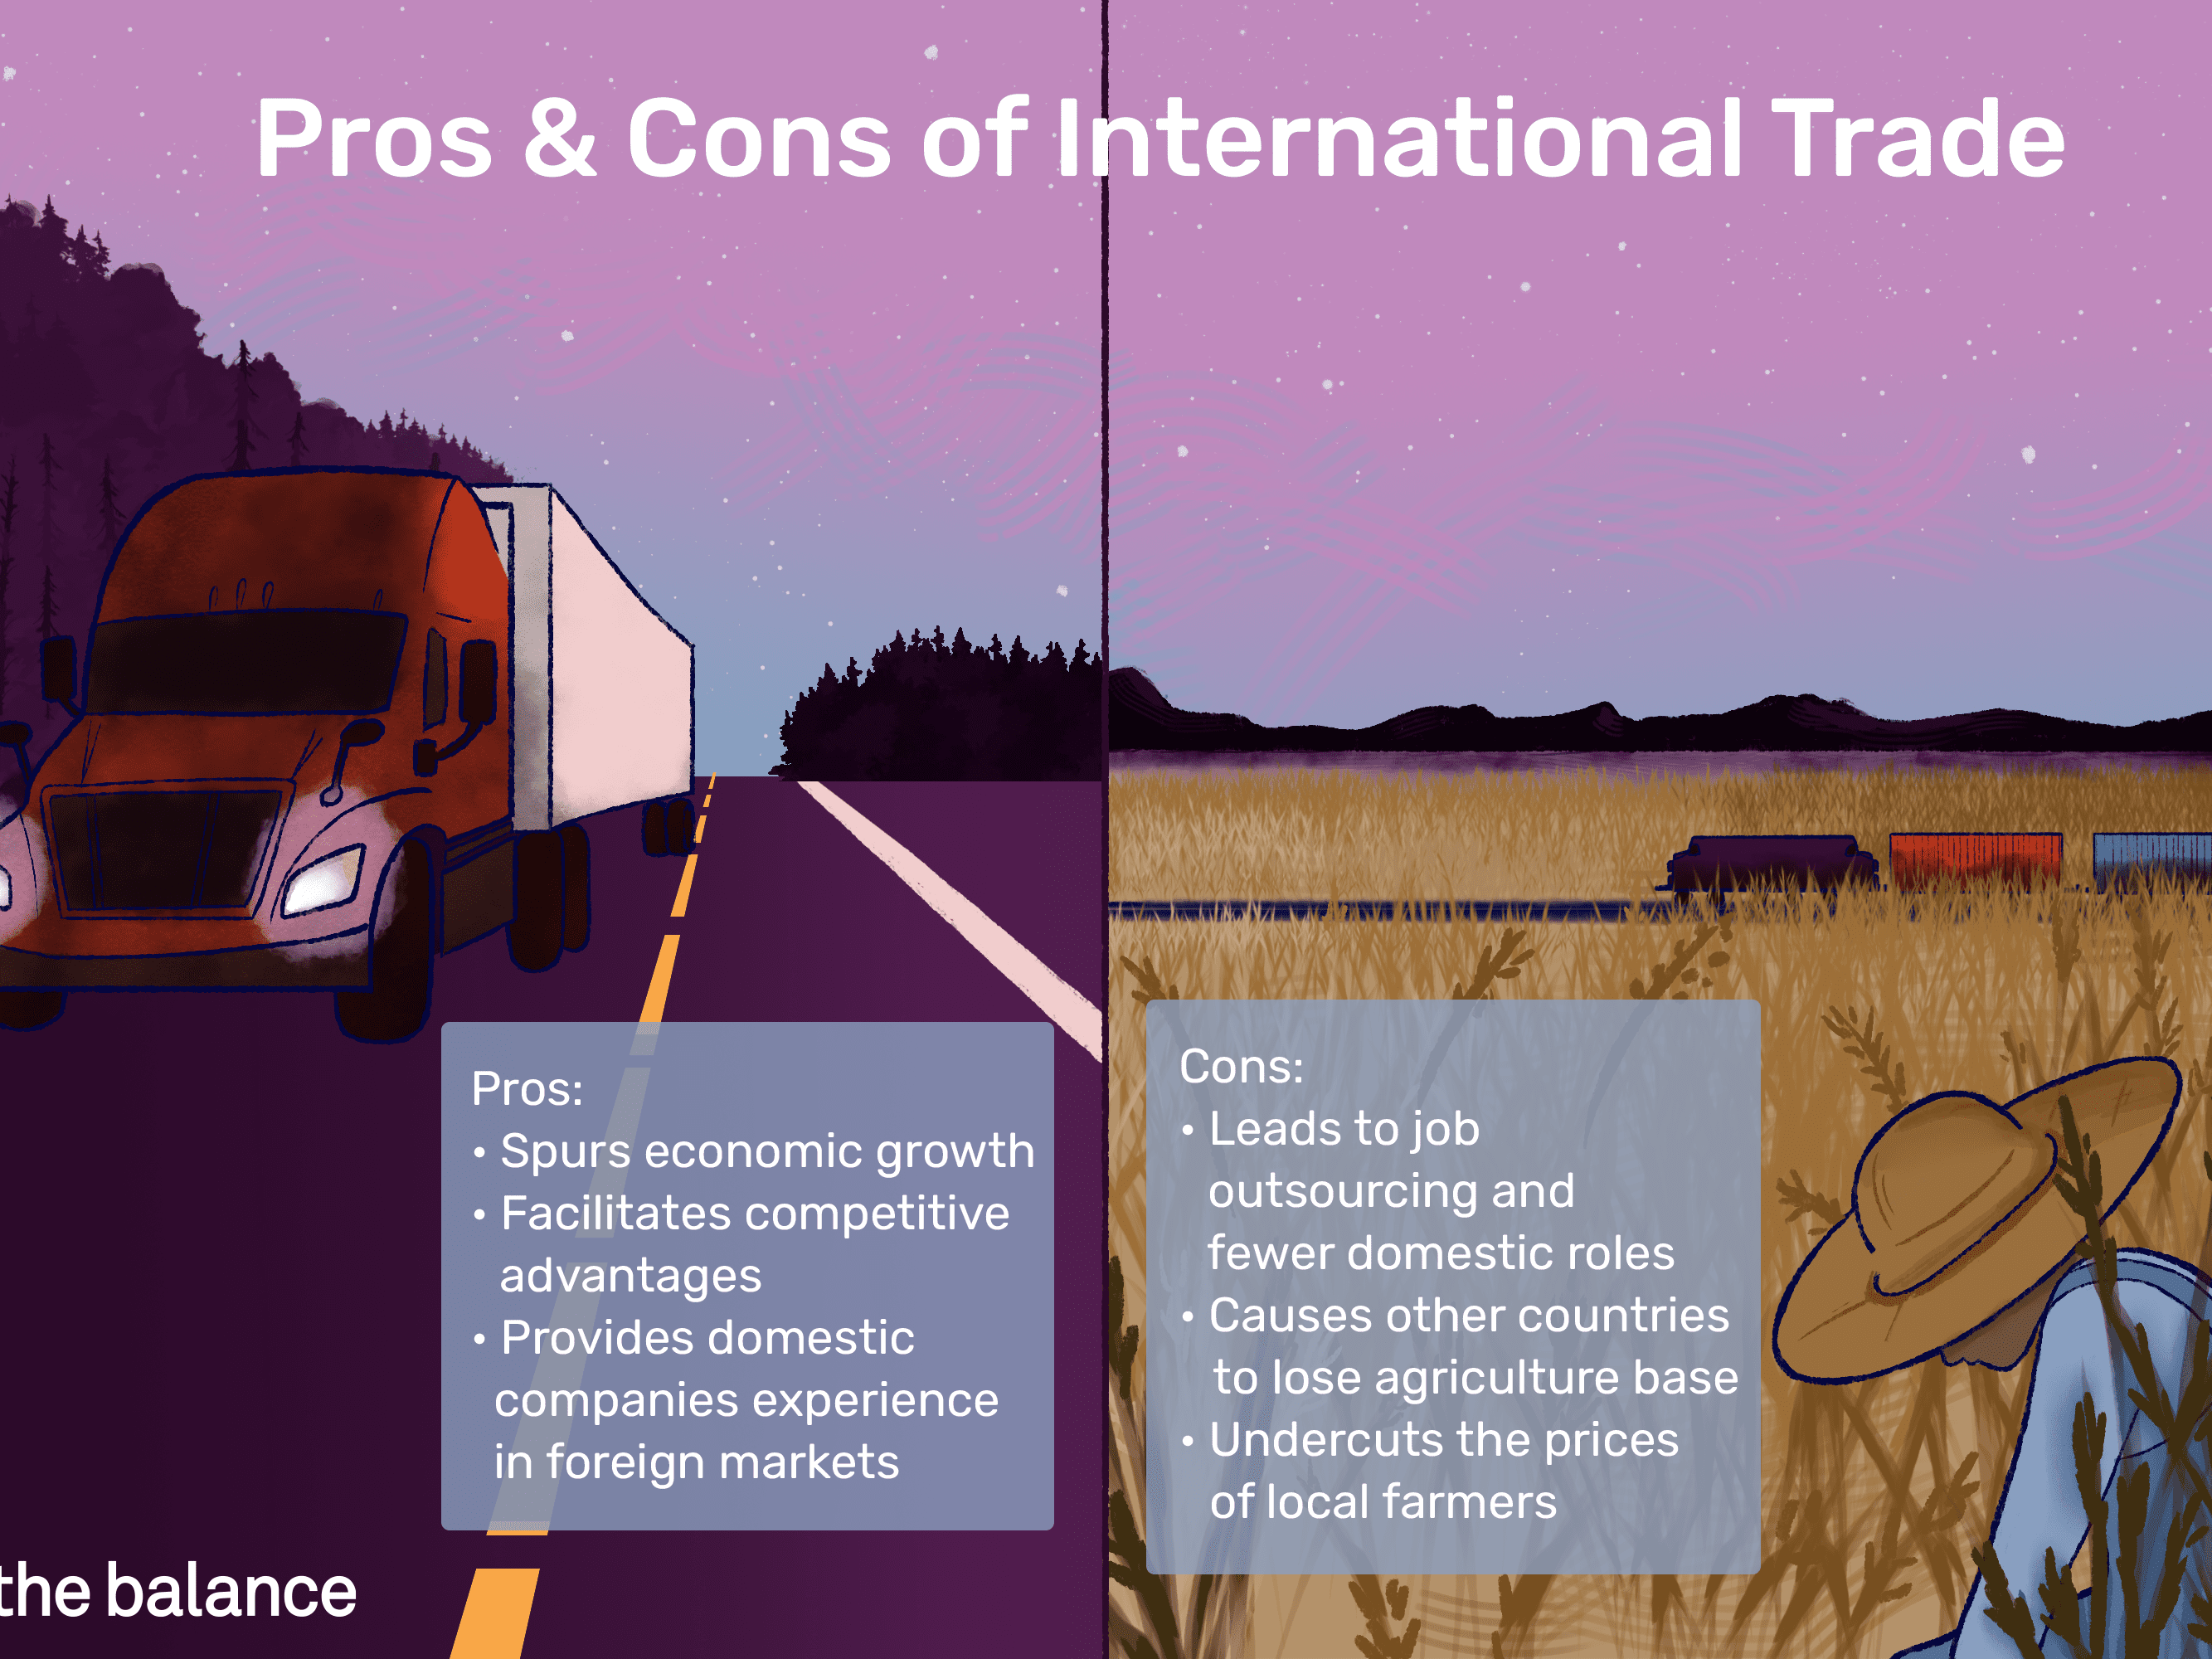 Pros & Cons of International Trade
Pros:
• Spurs economic growth
• Facilitates competitive
advantages
• Provides domestic
companies experience
in foreign markets
Cons:
• Leads to job
outsourcing and
fewer domestic roles
• Causes other countries
to lose agriculture base
• Undercuts the prices
of local farmers
the balance